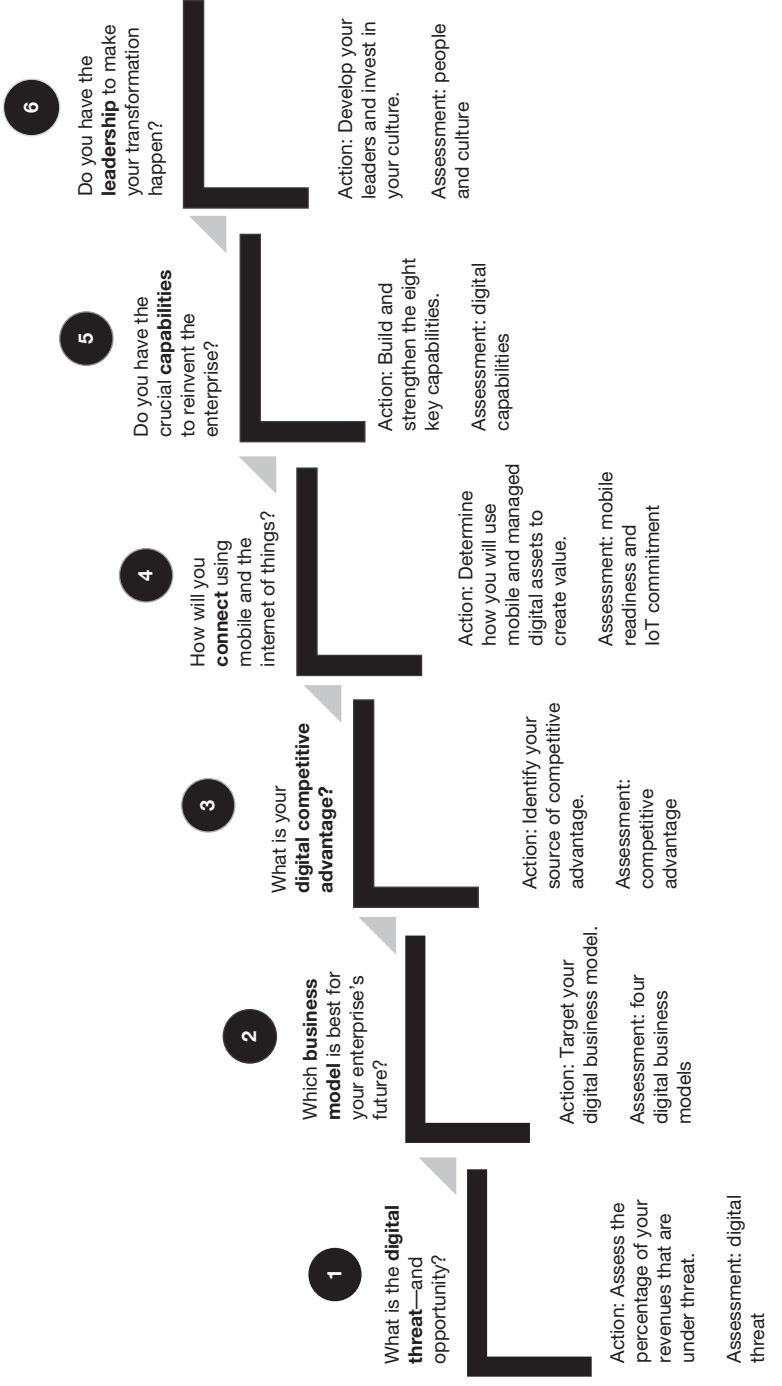 1
What is the digital
threat—and
opportunity?
Action: Assess the
percentage of your
revenues that are
under threat.
Assessment: digital
threat
2
Which business
model is best for
your enterprise's
future?
Action: Target your
digital business model.
Assessment: four
digital business
models
3
What is your
digital competitive
advantage?
Action: Identify your
source of competitive
advantage.
Assessment:
competitive
advantage
4
How will you
connect using
mobile and the
internet of things?
Action: Determine
how you will use
mobile and managed
digital assets to
create value.
Assessment: mobile
readiness and
IoT commitment
5
Do you have the
crucial capabilities
to reinvent the
enterprise?
Action: Build and
strengthen the eight
key capabilities.
Assessment: digital
capabilities
6
Do you have the
leadership to make
your transformation
happen?
Action: Develop your
leaders and invest in
your culture.
Assessment: people
and culture